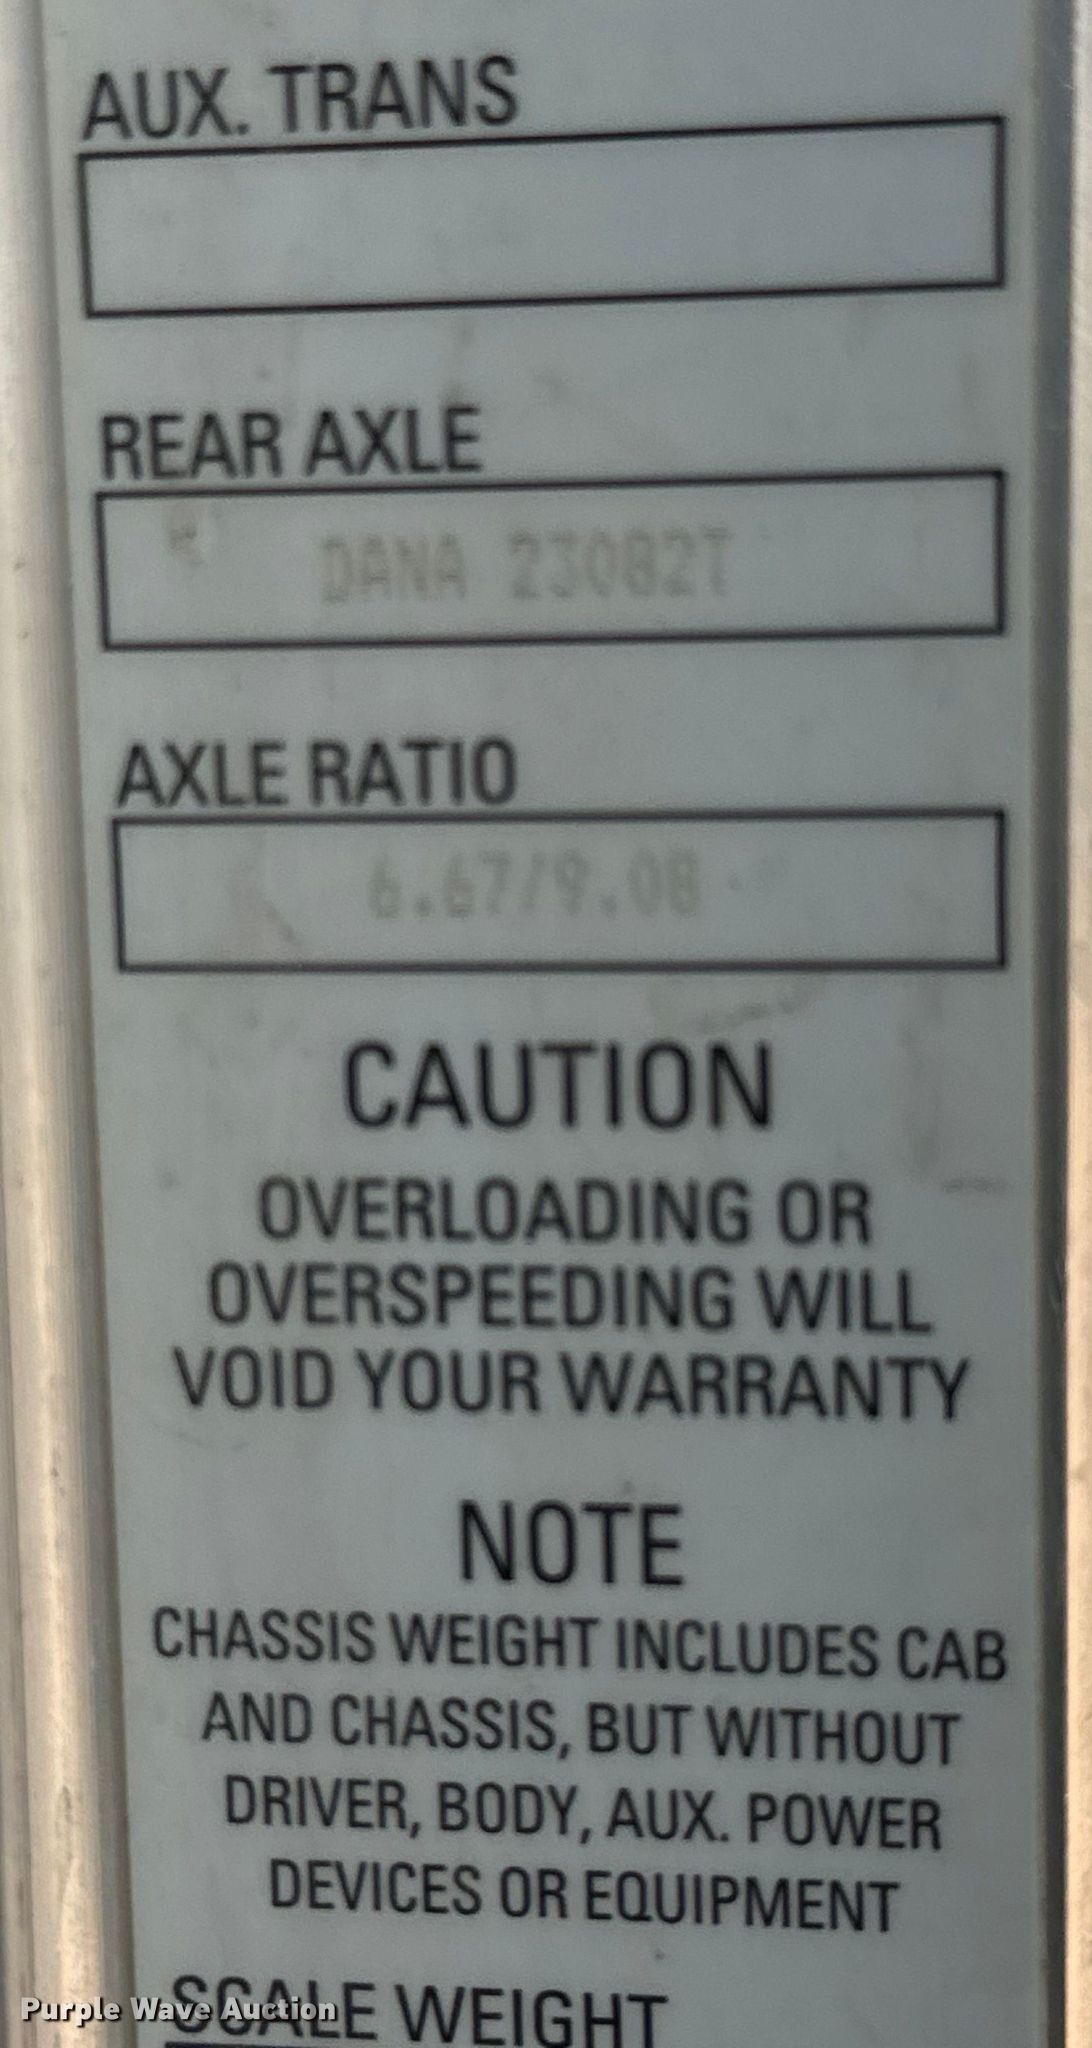 AUX. TRANS
REAR AXLE
DANA 23082T
AXLE RATIO
6.67/9.08
CAUTION
OVERLOADING OR
OVERSPEEDING WILL
VOID YOUR WARRANTY
NOTE
CHASSIS WEIGHT INCLUDES CAB
AND CHASSIS, BUT WITHOUT
DRIVER, BODY, AUX. POWER
DEVICES OR EQUIPMENT
SCALE WEIGHT
Purple Wave Auction